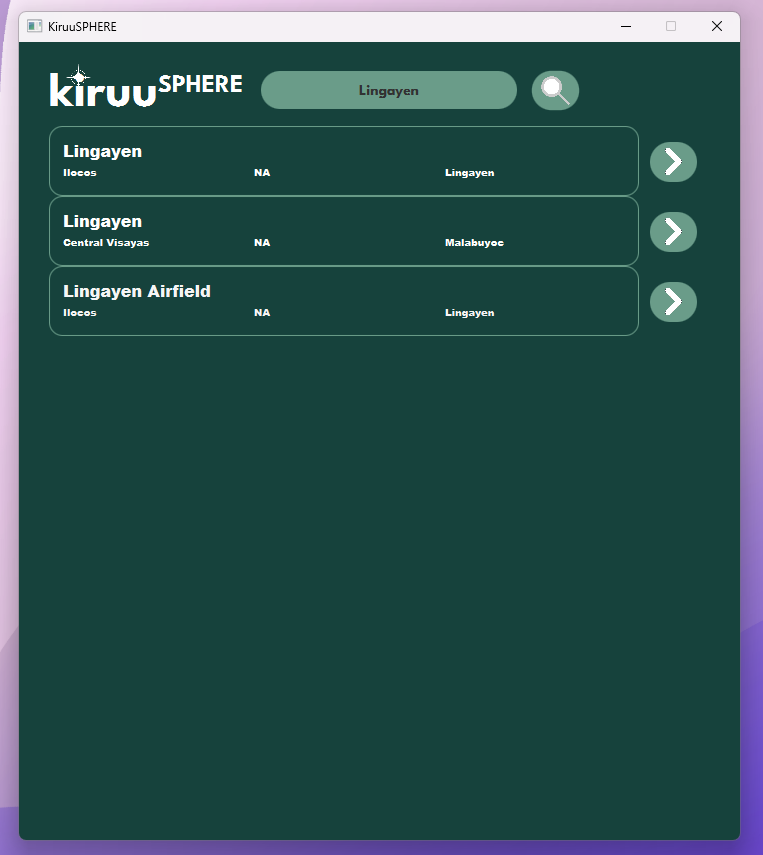 KiruuSPHERE
kiruuSPHERE
Lingayen
Lingayen
Ilocos NA Lingayen
Lingayen
Central Visayas NA Malabuyoc
Lingayen Airfield
Ilocos NA Lingayen